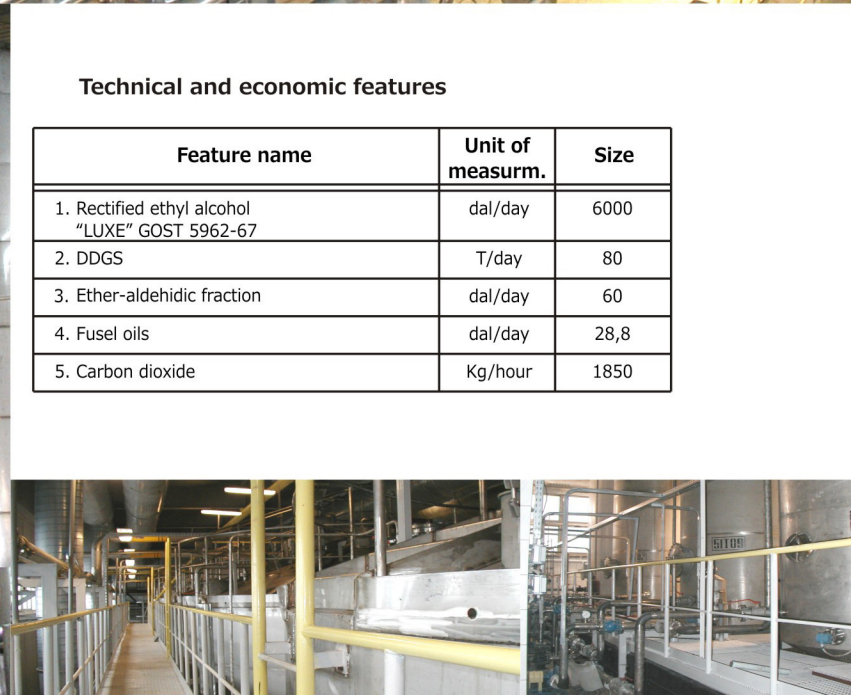 Technical and economic features
Feature name
Unit of
measurm.
Size
1. Rectified ethyl alcohol
“LUXE” GOST 5962-67
dal/day
6000
2. DDGS
T/day
80
3. Ether-aldehidic fraction
dal/day
60
4. Fusel oils
dal/day
28,8
5. Carbon dioxide
Kg/hour
1850